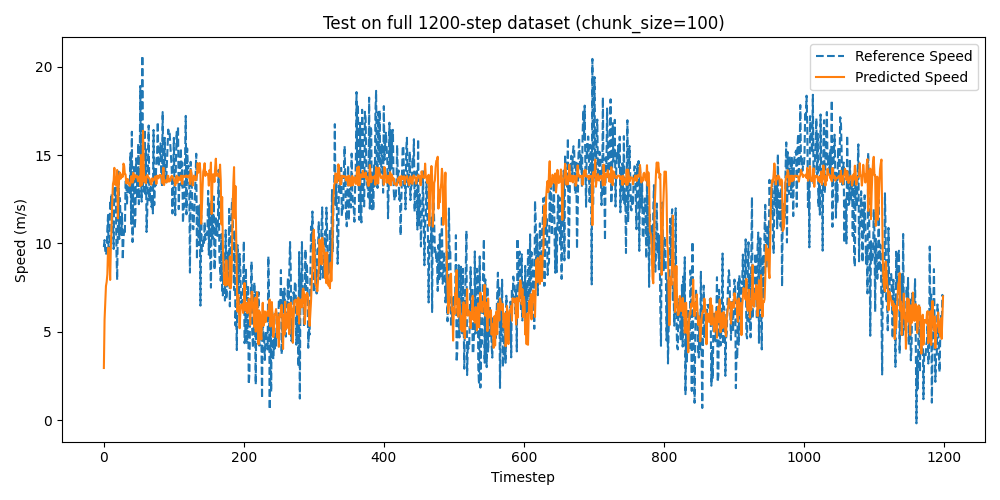 Test on full 1200-step dataset (chunk_size=100)
Reference Speed
Predicted Speed
Speed (m/s)
20
15
10
5
0
0 200 400 600 800 1000 1200
Timestep